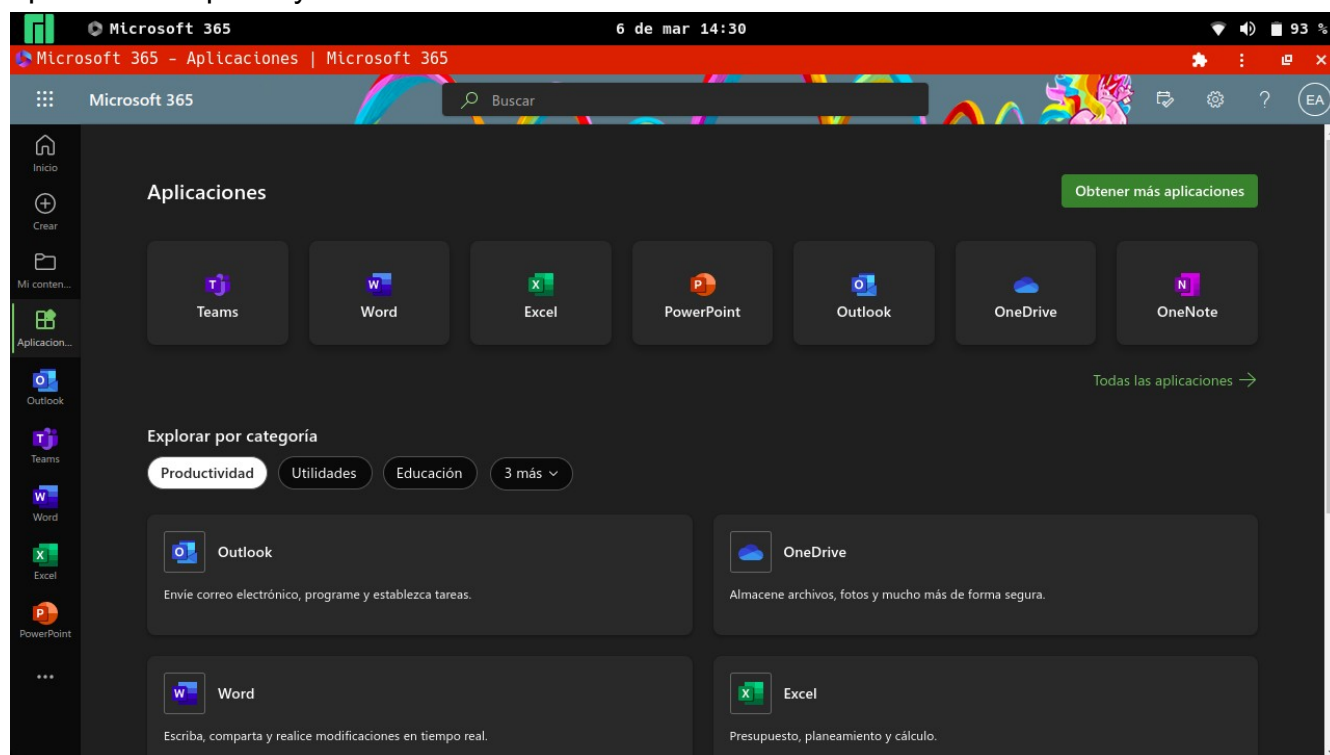 Microsoft 365
6 de mar 14:30
93 %
Microsoft 365 - Aplicaciones | Microsoft 365
Microsoft 365
Buscar
?
EA
Inicio
Crear
Mi conten...
Aplicacion...
Outlook
Teams
Word
Excel
PowerPoint
Aplicaciones
Obtener más aplicaciones
Teams
Word
Excel
PowerPoint
Outlook
OneDrive
OneNote
Todas las aplicaciones →
Explorar por categoría
Productividad
Utilidades
Educación
3 más
Outlook
Envíe correo electrónico, programe y establezca tareas.
OneDrive
Almacene archivos, fotos y mucho más de forma segura.
Word
Escriba, comparta y realice modificaciones en tiempo real.
Excel
Presupuesto, planeamiento y cálculo.